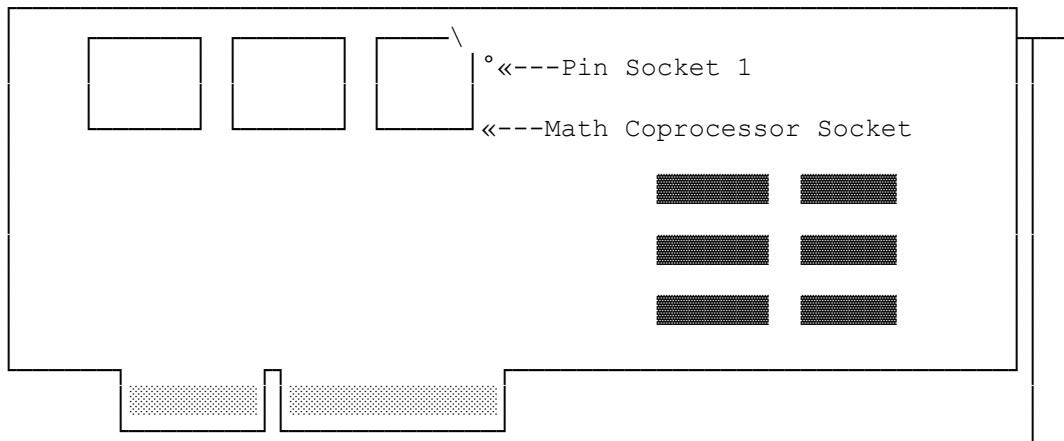 °«---Pin Socket 1
«---Math Coprocessor Socket